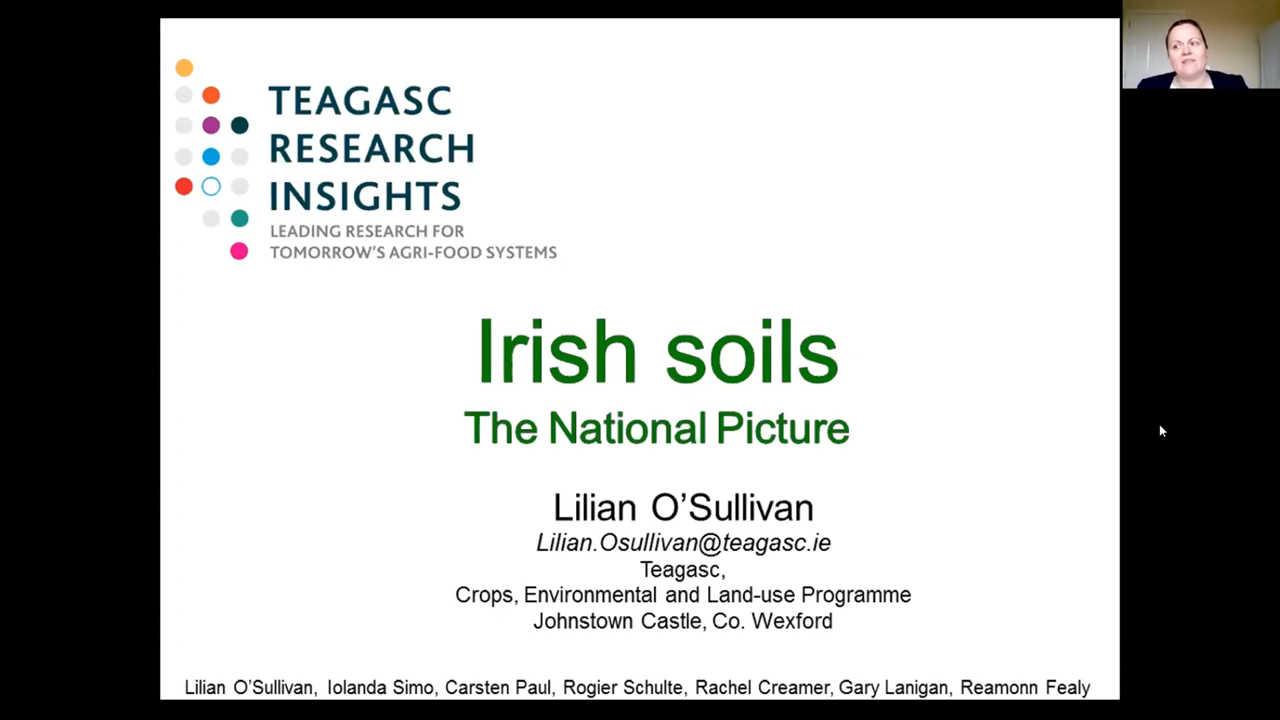 TEAGASC
RESEARCH
INSIGHTS
LEADING RESEARCH FOR
TOMORROW'S AGRI-FOOD SYSTEMS
Irish soils
The National Picture
Lilian O’Sullivan
Lilian.Osullivan@teagasc.ie
Teagasc,
Crops, Environmental and Land-use Programme
Johnstown Castle, Co. Wexford
Lilian O’Sullivan, Iolanda Simo, Carsten Paul, Rogier Schulte, Rachel Creamer, Gary Lanigan, Reamonn Fealy